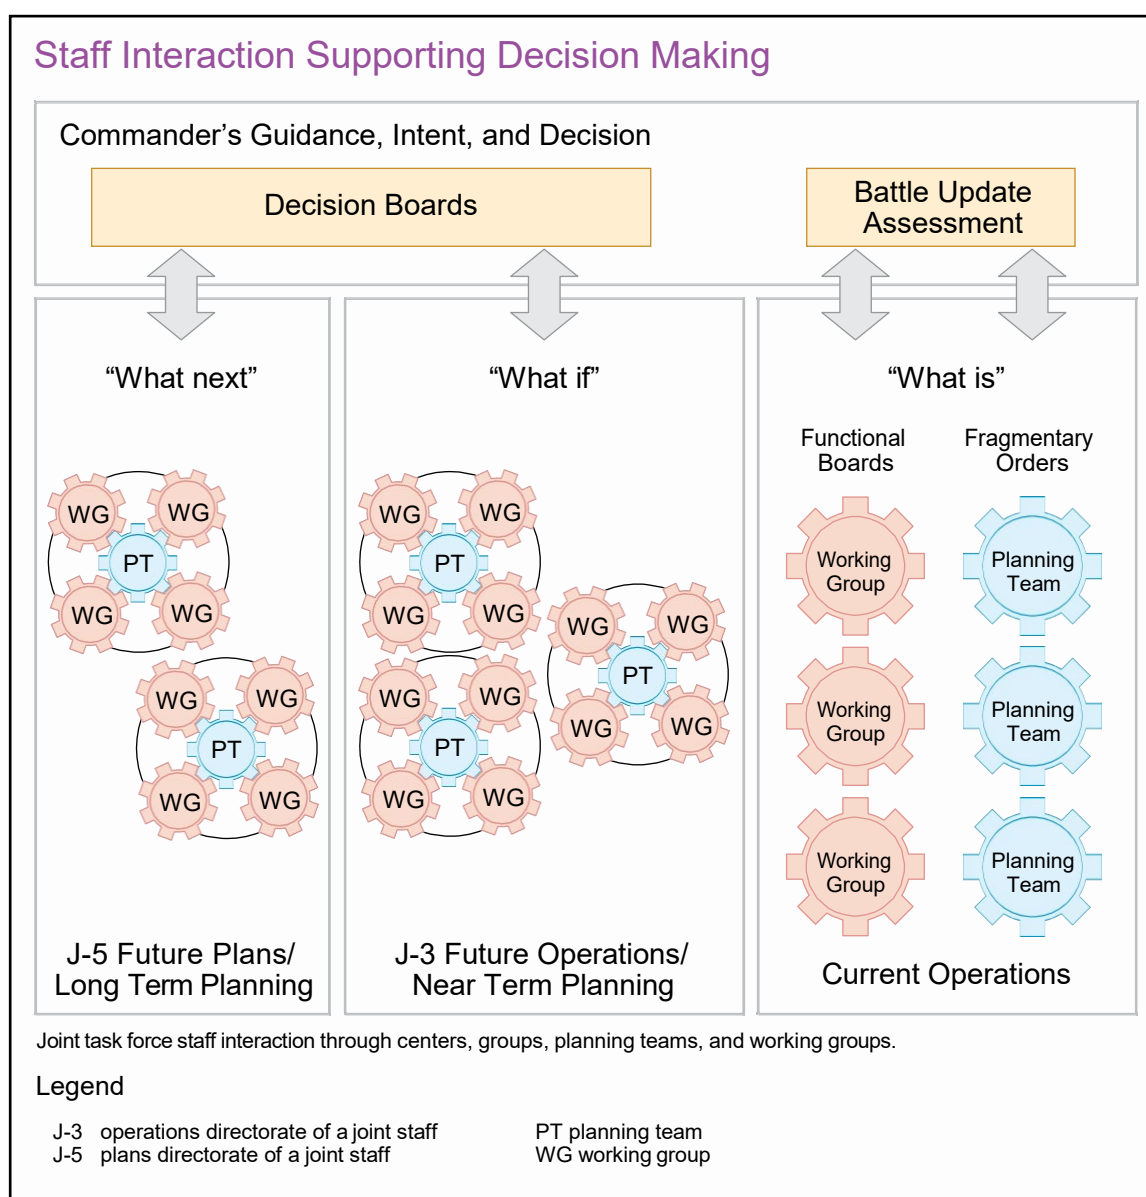 Staff Interaction Supporting Decision Making
Commander’s Guidance, Intent, and Decision
Decision Boards
Battle Update
Assessment
“What next”
WG
WG
PT
WG
WG
WG
WG
PT
WG
WG
J-5 Future Plans/
Long Term Planning
“What if”
WG
WG
PT
WG
WG
WG
WG
PT
WG
WG
WG
WG
PT
WG
WG
J-3 Future Operations/
Near Term Planning
“What is”
Functional
Boards
Fragmentary
Orders
Working
Group
Planning
Team
Working
Group
Planning
Team
Working
Group
Planning
Team
Current Operations
Joint task force staff interaction through centers, groups, planning teams, and working groups.
Legend
J-3 operations directorate of a joint staff
J-5 plans directorate of a joint staff
PT planning team
WG working group